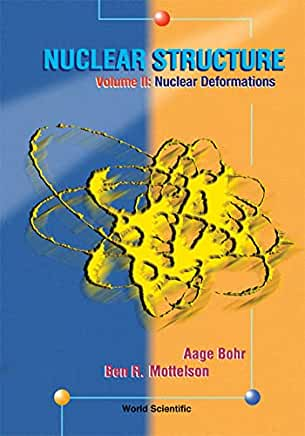 NUCLEAR STRUCTURE
Volume II: Nuclear Deformations
Aage Bohr
Ben R. Mottelson
World Scientific